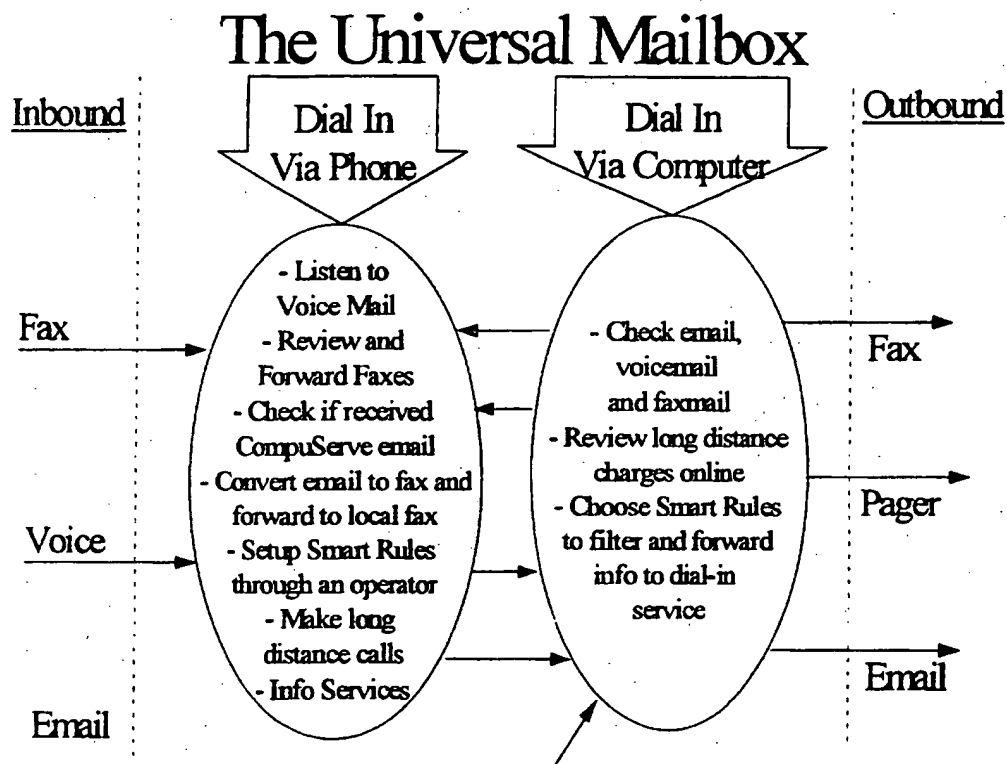 The Universal Mailbox
Inbound
Dial In
Via Phone
Dial In
Via Computer
Outbound
Fax
Voice
Email
- Listen to
Voice Mail
- Review and
Forward Faxes
- Check if received
CompuServe email
- Convert email to fax and
forward to local fax
- Setup Smart Rules
through an operator
- Make long
distance calls
- Info Services
- Check email,
voicemail
and faxmail
- Review long distance
charges online
- Choose Smart Rules
to filter and forward
info to dial-in
service
Fax
Pager
Email